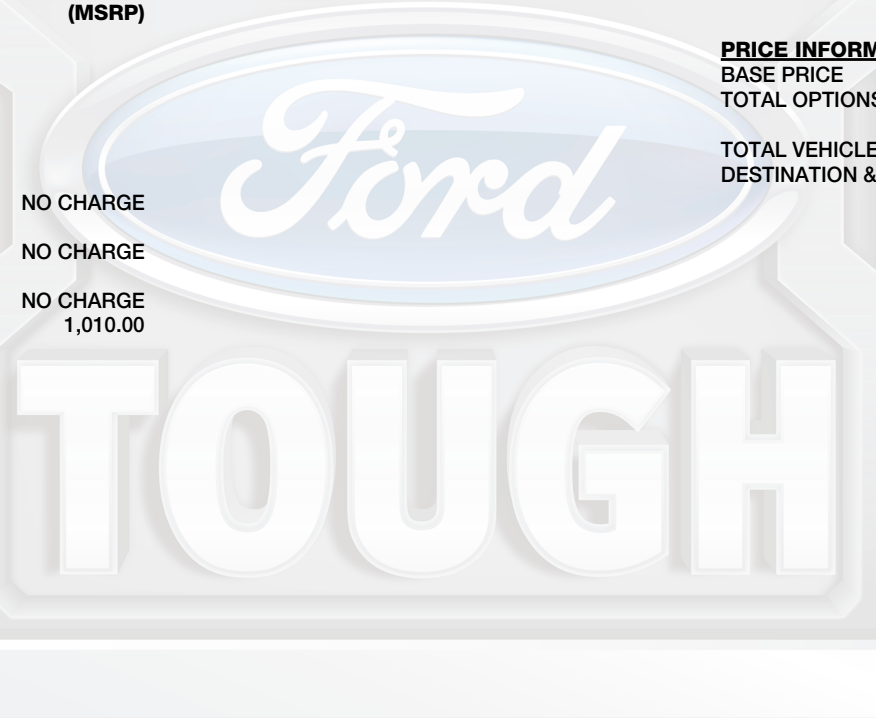 (MSRP)
NO CHARGE
NO CHARGE
NO CHARGE
1,010.00
PRICE INFORM
BASE PRICE
TOTAL OPTIONS
TOTAL VEHICLE
DESTINATION &
Ford
TOUGH